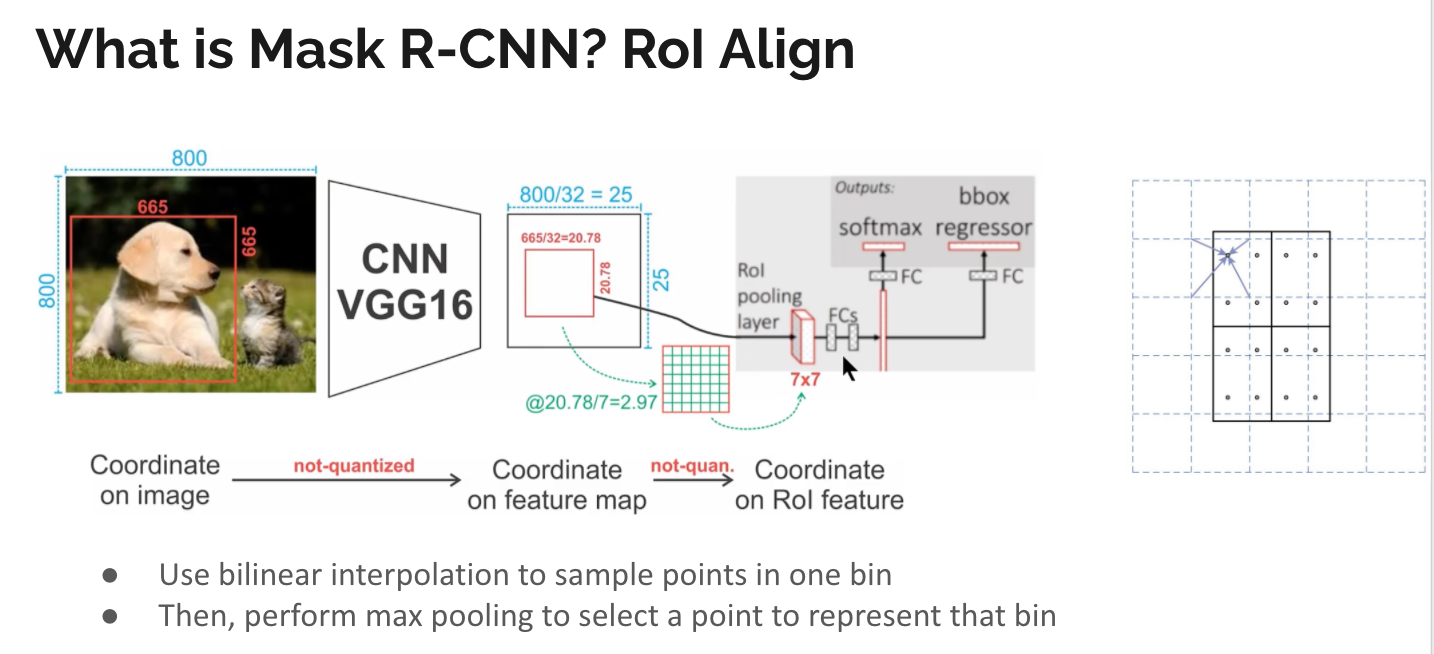 What is Mask R-CNN? RoI Align
800
800
665
665
CNN
VGG16
800/32 = 25
25
665/32=20.78
20.78
@20.78/7=2.97
Outputs:
softmax
bbox
regressor
FC
FC
RoI
pooling
layer
FCs
7x7
Coordinate
on image
not-quantized
Coordinate
on feature map
not-quan.
Coordinate
on RoI feature
● Use bilinear interpolation to sample points in one bin
● Then, perform max pooling to select a point to represent that bin